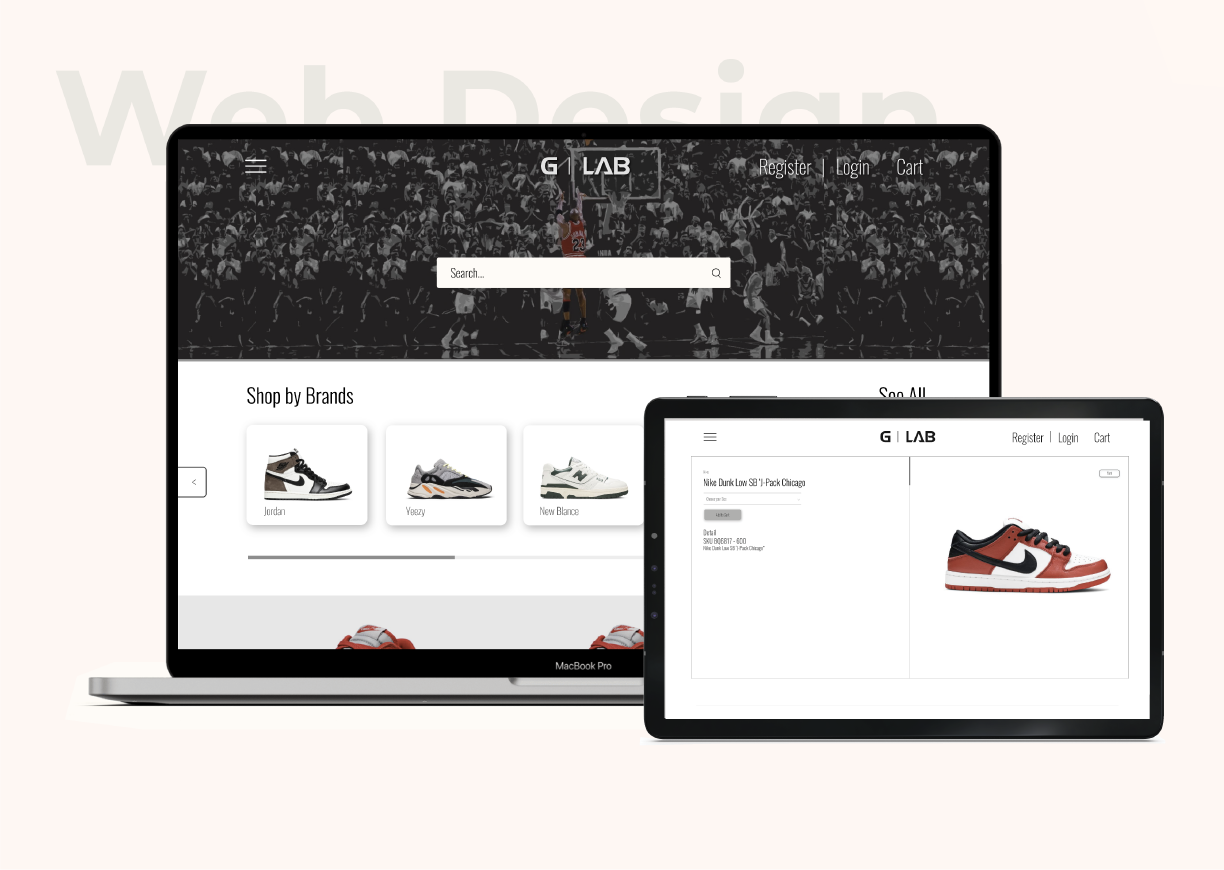 Web Design
G | LAB
Register | Login Cart
Search...
Shop by Brands
See All
<
Jordan
Yeezy
New Blance
MacBook Pro
G | LAB
Register | Login Cart
Nike Dunk Low SB 'J-Pack Chicago
Detail
SKU BQ6817 - 600
Nike Dunk Low SB 'J-Pack Chicago'